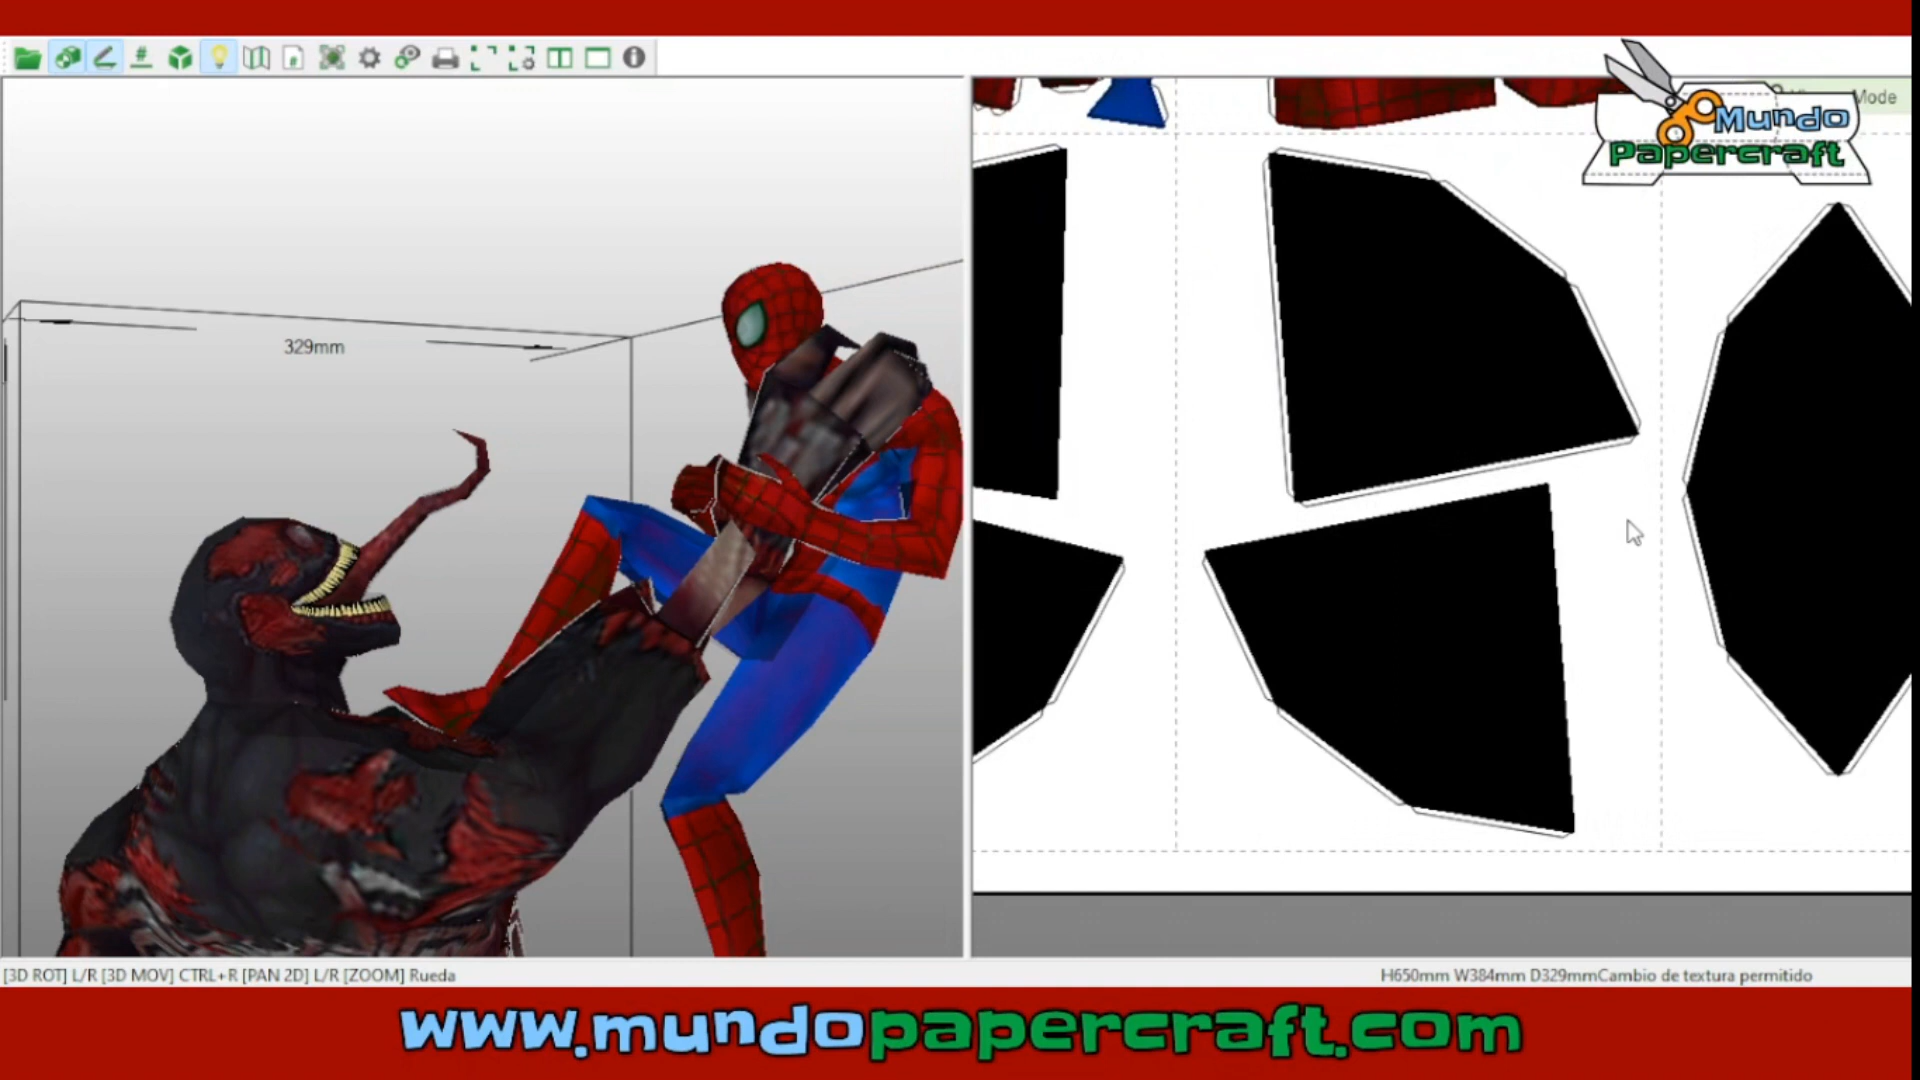 Mundo
Papercraft
Mode
329mm
[3D ROT] L/R [3D MOV] CTRL+R [PAN 2D] L/R [ZOOM] Rueda
H650mm W384mm D329mmCambio de textura permitido
www.mundopapercraft.com